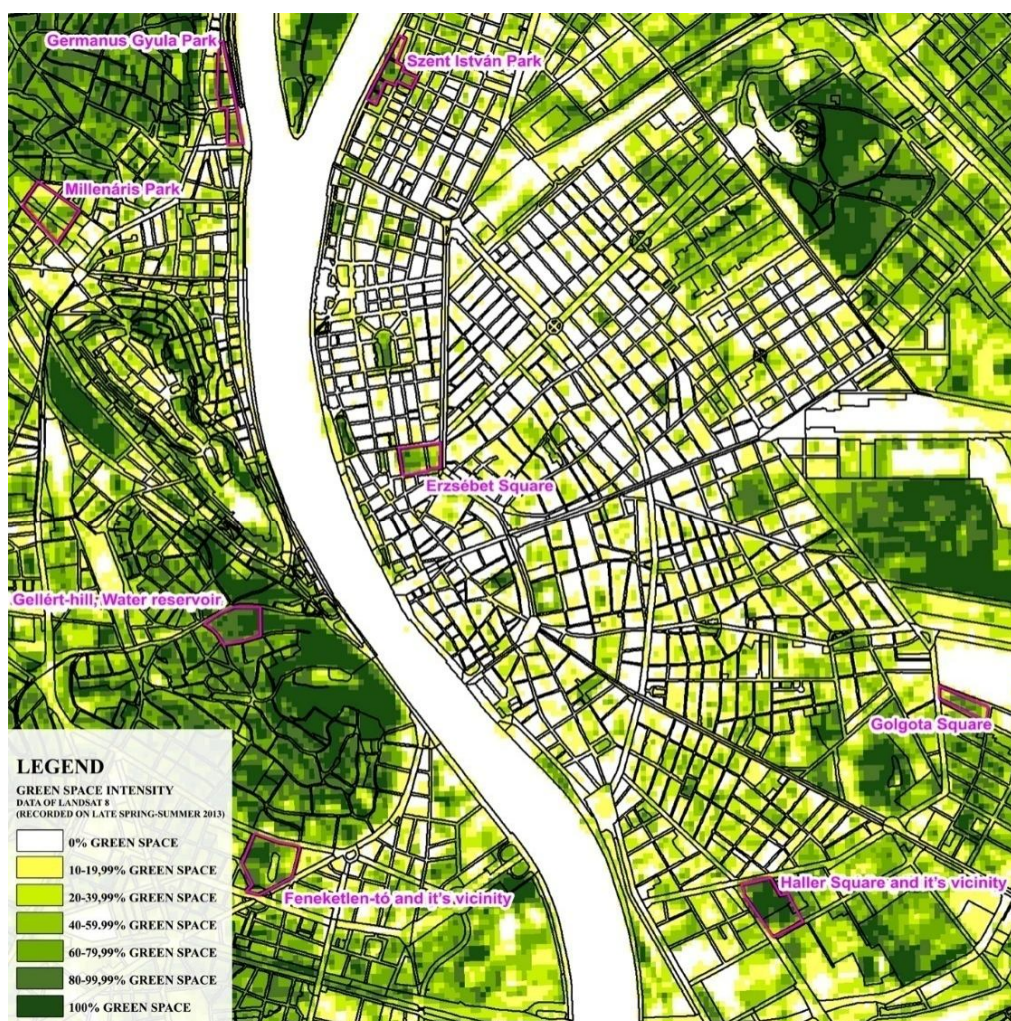 Germanus Gyula Park
Szent István Park
Millenáris Park
Erzsébet Square
Gellért-hill, Water reservoir
Golgota Square
Haller Square and it's vicinity
Feneketlen-tó and it's vicinity
LEGEND
GREEN SPACE INTENSITY
DATA OF LANDSAT 8
(RECORDED ON LATE SPRING-SUMMER 2013)
0% GREEN SPACE
10-19,99% GREEN SPACE
20-39,99% GREEN SPACE
40-59.99% GREEN SPACE
60-79,99% GREEN SPACE
80-99,99% GREEN SPACE
100% GREEN SPACE